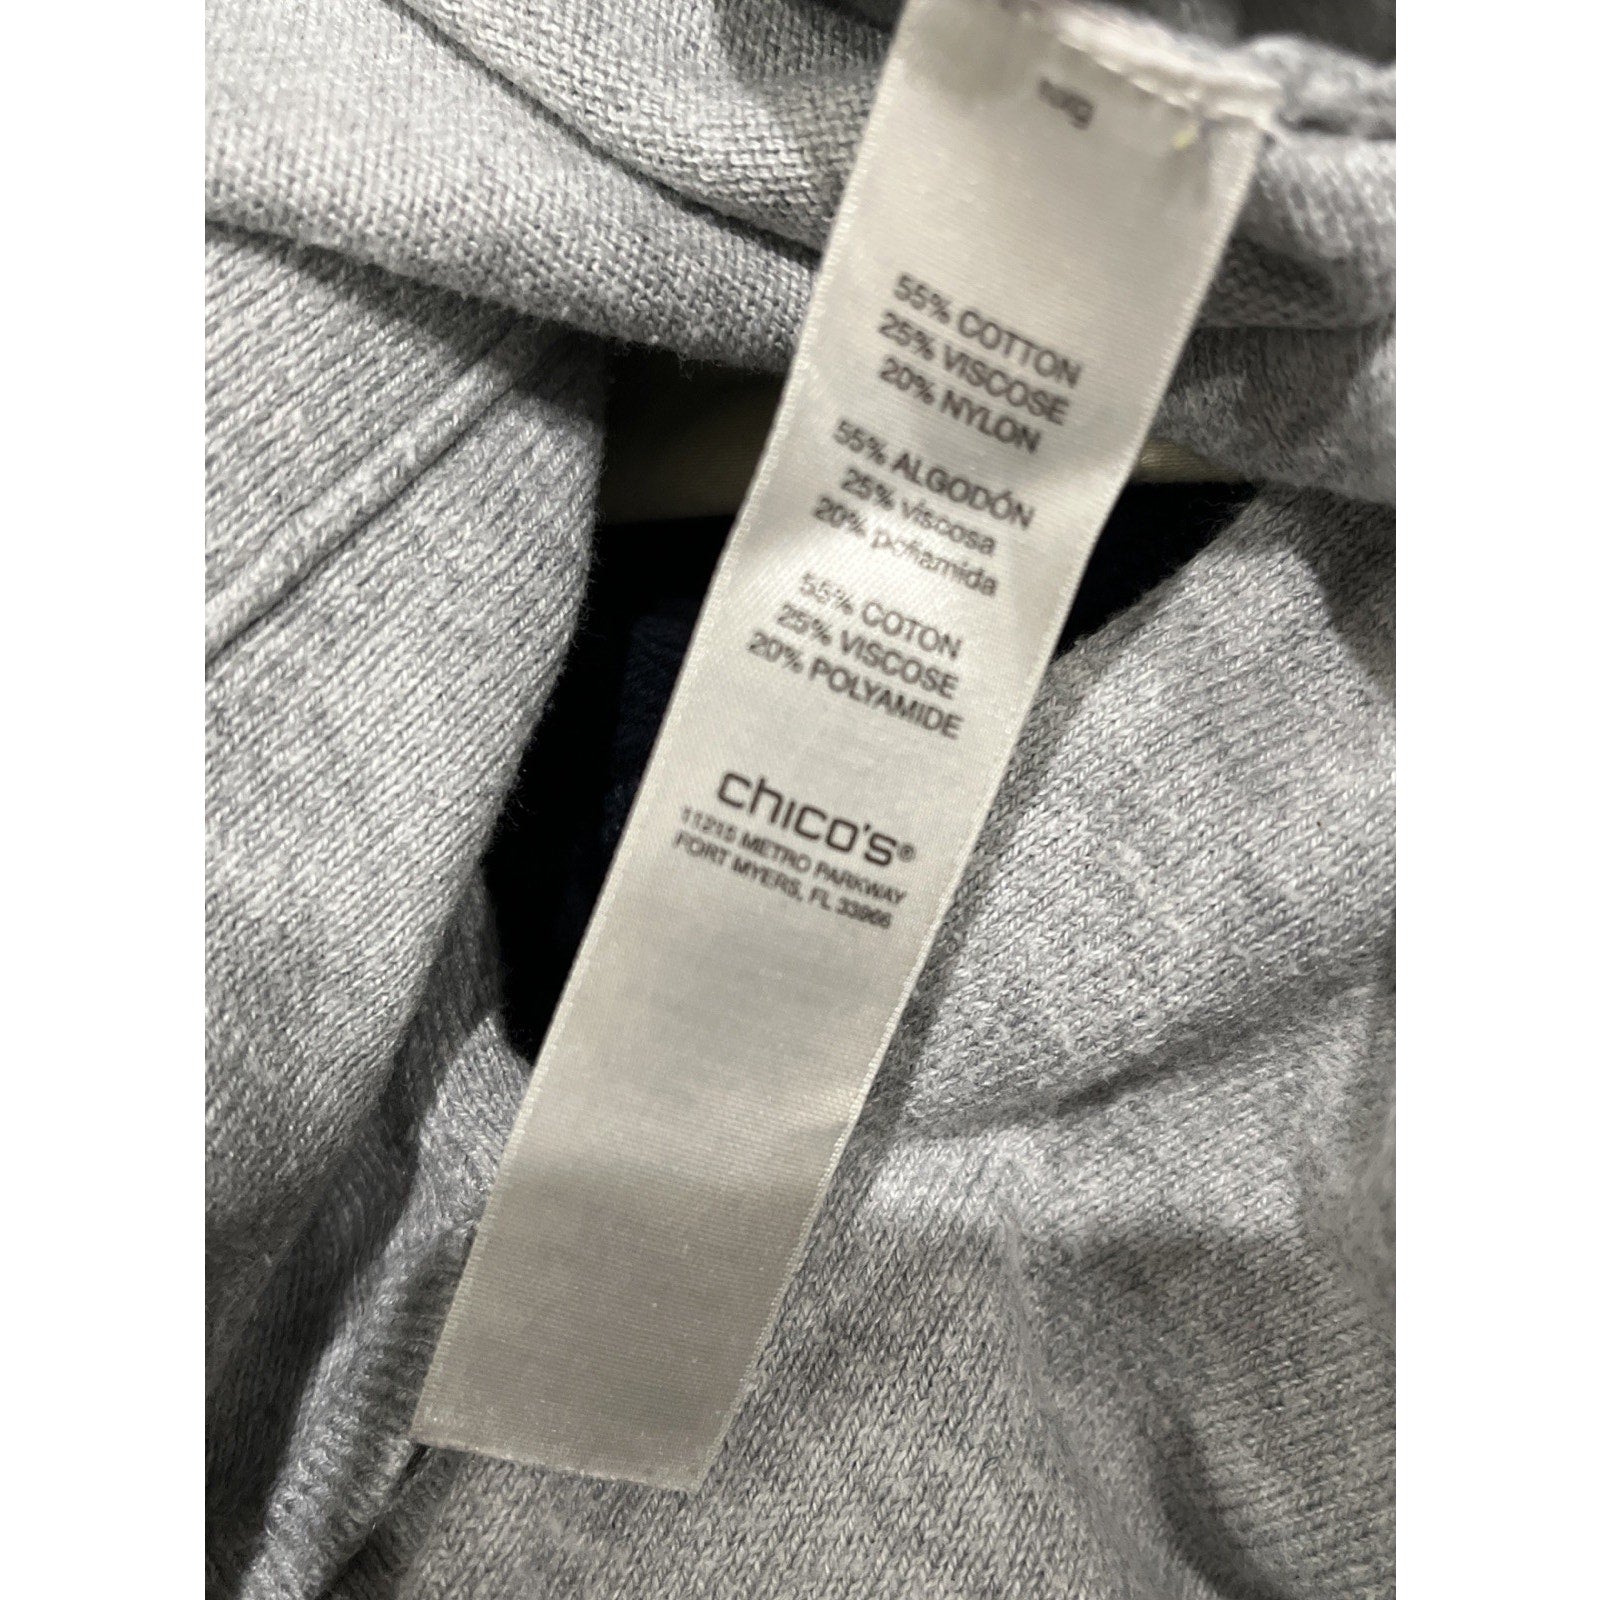 55% COTTON
25% VISCOSE
20% NYLON
55% ALGODÓN
25% viscosa
20% poliamida
55% COTON
25% VISCOSE
20% POLYAMIDE
chico's®
11215 METRO PARKWAY
FORT MYERS, FL 33966